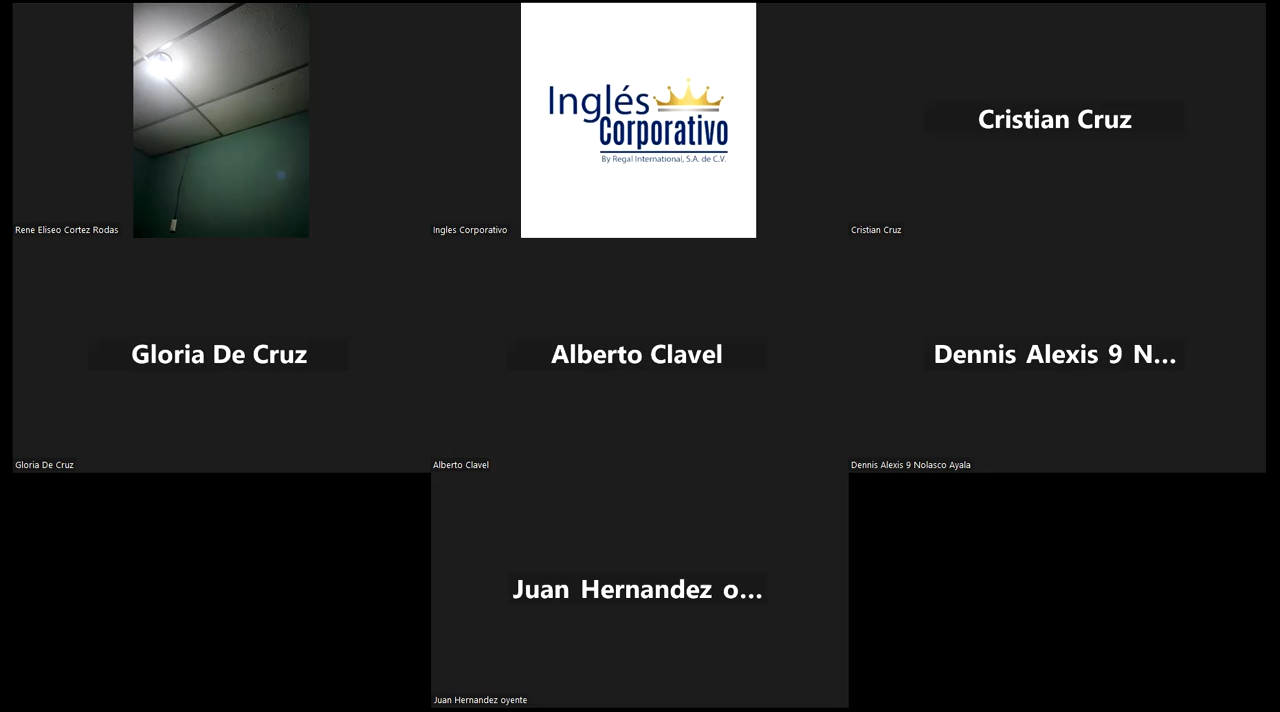 Inglés
Corporativo
By Regal International, S.A. de C.V.
Cristian Cruz
Rene Eliseo Cortez Rodas
Ingles Corporativo
Cristian Cruz
Gloria De Cruz
Alberto Clavel
Dennis Alexis 9 N...
Gloria De Cruz
Alberto Clavel
Dennis Alexis 9 Nolasco Ayala
Juan Hernandez o...
Juan Hernandez oyente